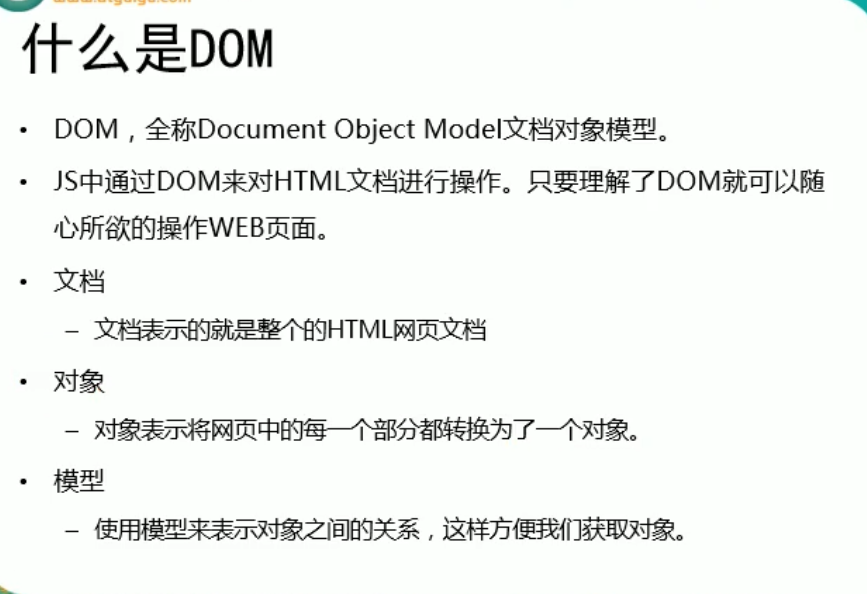 什么是DOM
• DOM，全称Document Object Model文档对象模型。
• JS中通过DOM来对HTML文档进行操作。只要理解了DOM就可以随
心所欲的操作WEB页面。
• 文档
– 文档表示的就是整个的HTML网页文档
• 对象
– 对象表示将网页中的每一个部分都转换为了一个对象。
• 模型
– 使用模型来表示对象之间的关系，这样方便我们获取对象。